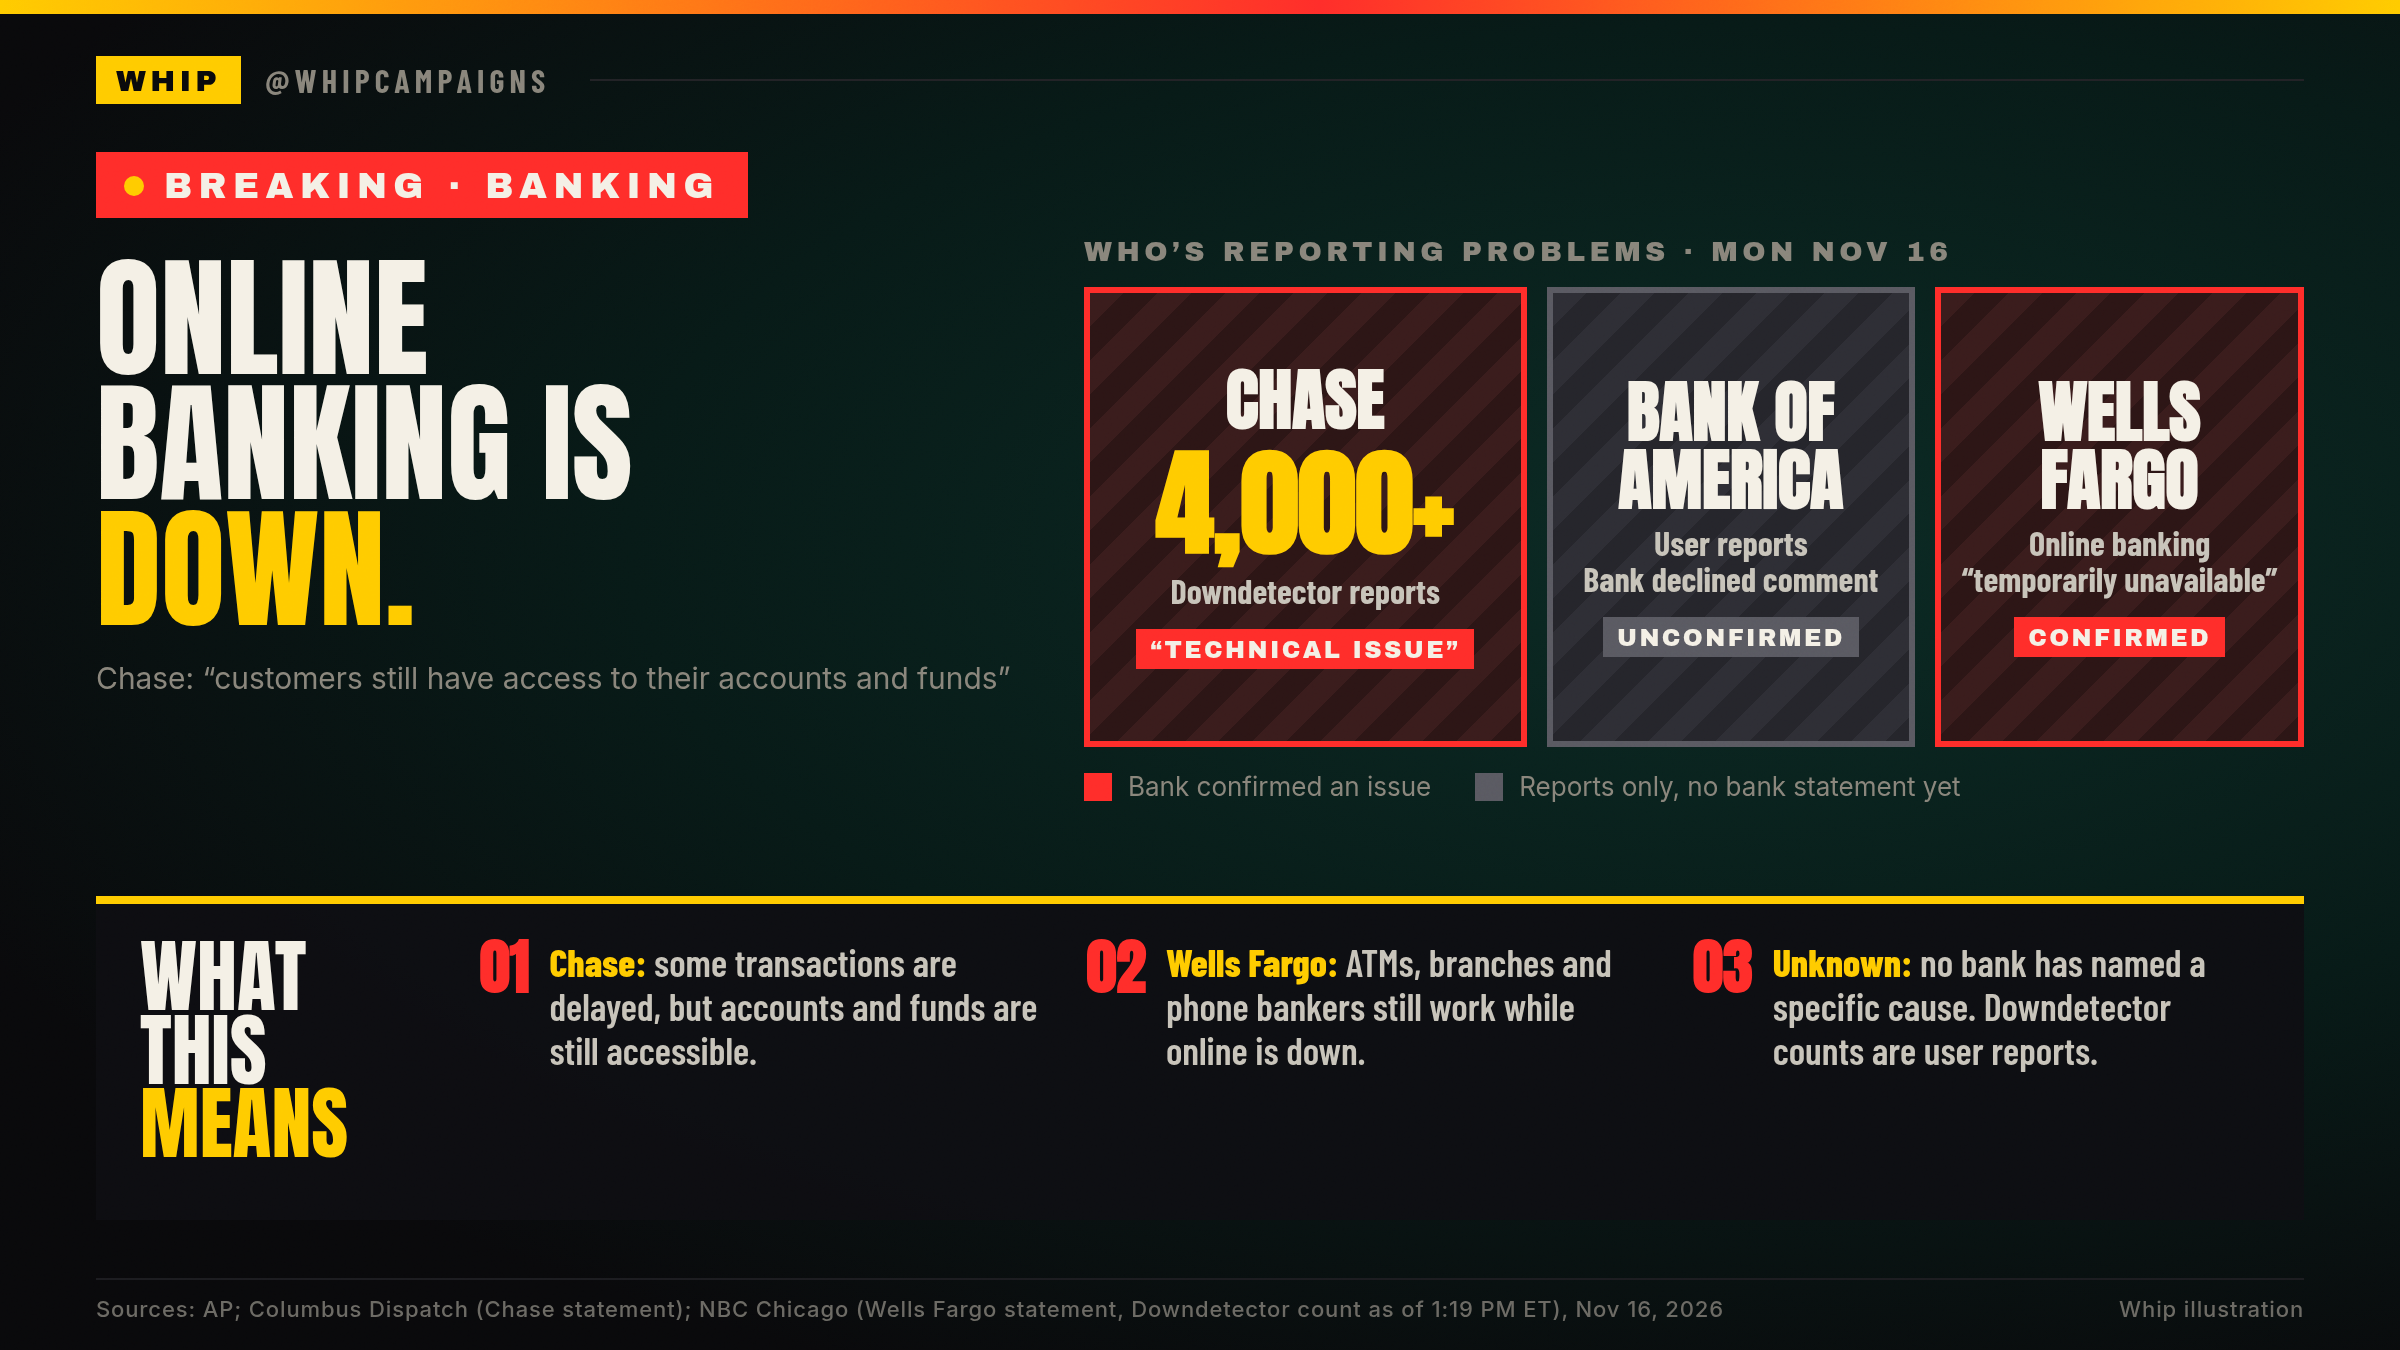 WHIP @WHIPCAMPAIGNS
BREAKING · BANKING
ONLINE
BANKING IS
DOWN.
Chase: “customers still have access to their accounts and funds”
WHO’S REPORTING PROBLEMS · MON NOV 16
CHASE
4,000+
Downdetector reports
“TECHNICAL ISSUE”
BANK OF
AMERICA
User reports
Bank declined comment
UNCONFIRMED
WELLS
FARGO
Online banking
“temporarily unavailable”
CONFIRMED
Bank confirmed an issue
Reports only, no bank statement yet
WHAT
THIS
MEANS
01
Chase: some transactions are
delayed, but accounts and funds are
still accessible.
02
Wells Fargo: ATMs, branches and
phone bankers still work while
online is down.
03
Unknown: no bank has named a
specific cause. Downdetector
counts are user reports.
Sources: AP; Columbus Dispatch (Chase statement); NBC Chicago (Wells Fargo statement, Downdetector count as of 1:19 PM ET), Nov 16, 2026
Whip illustration